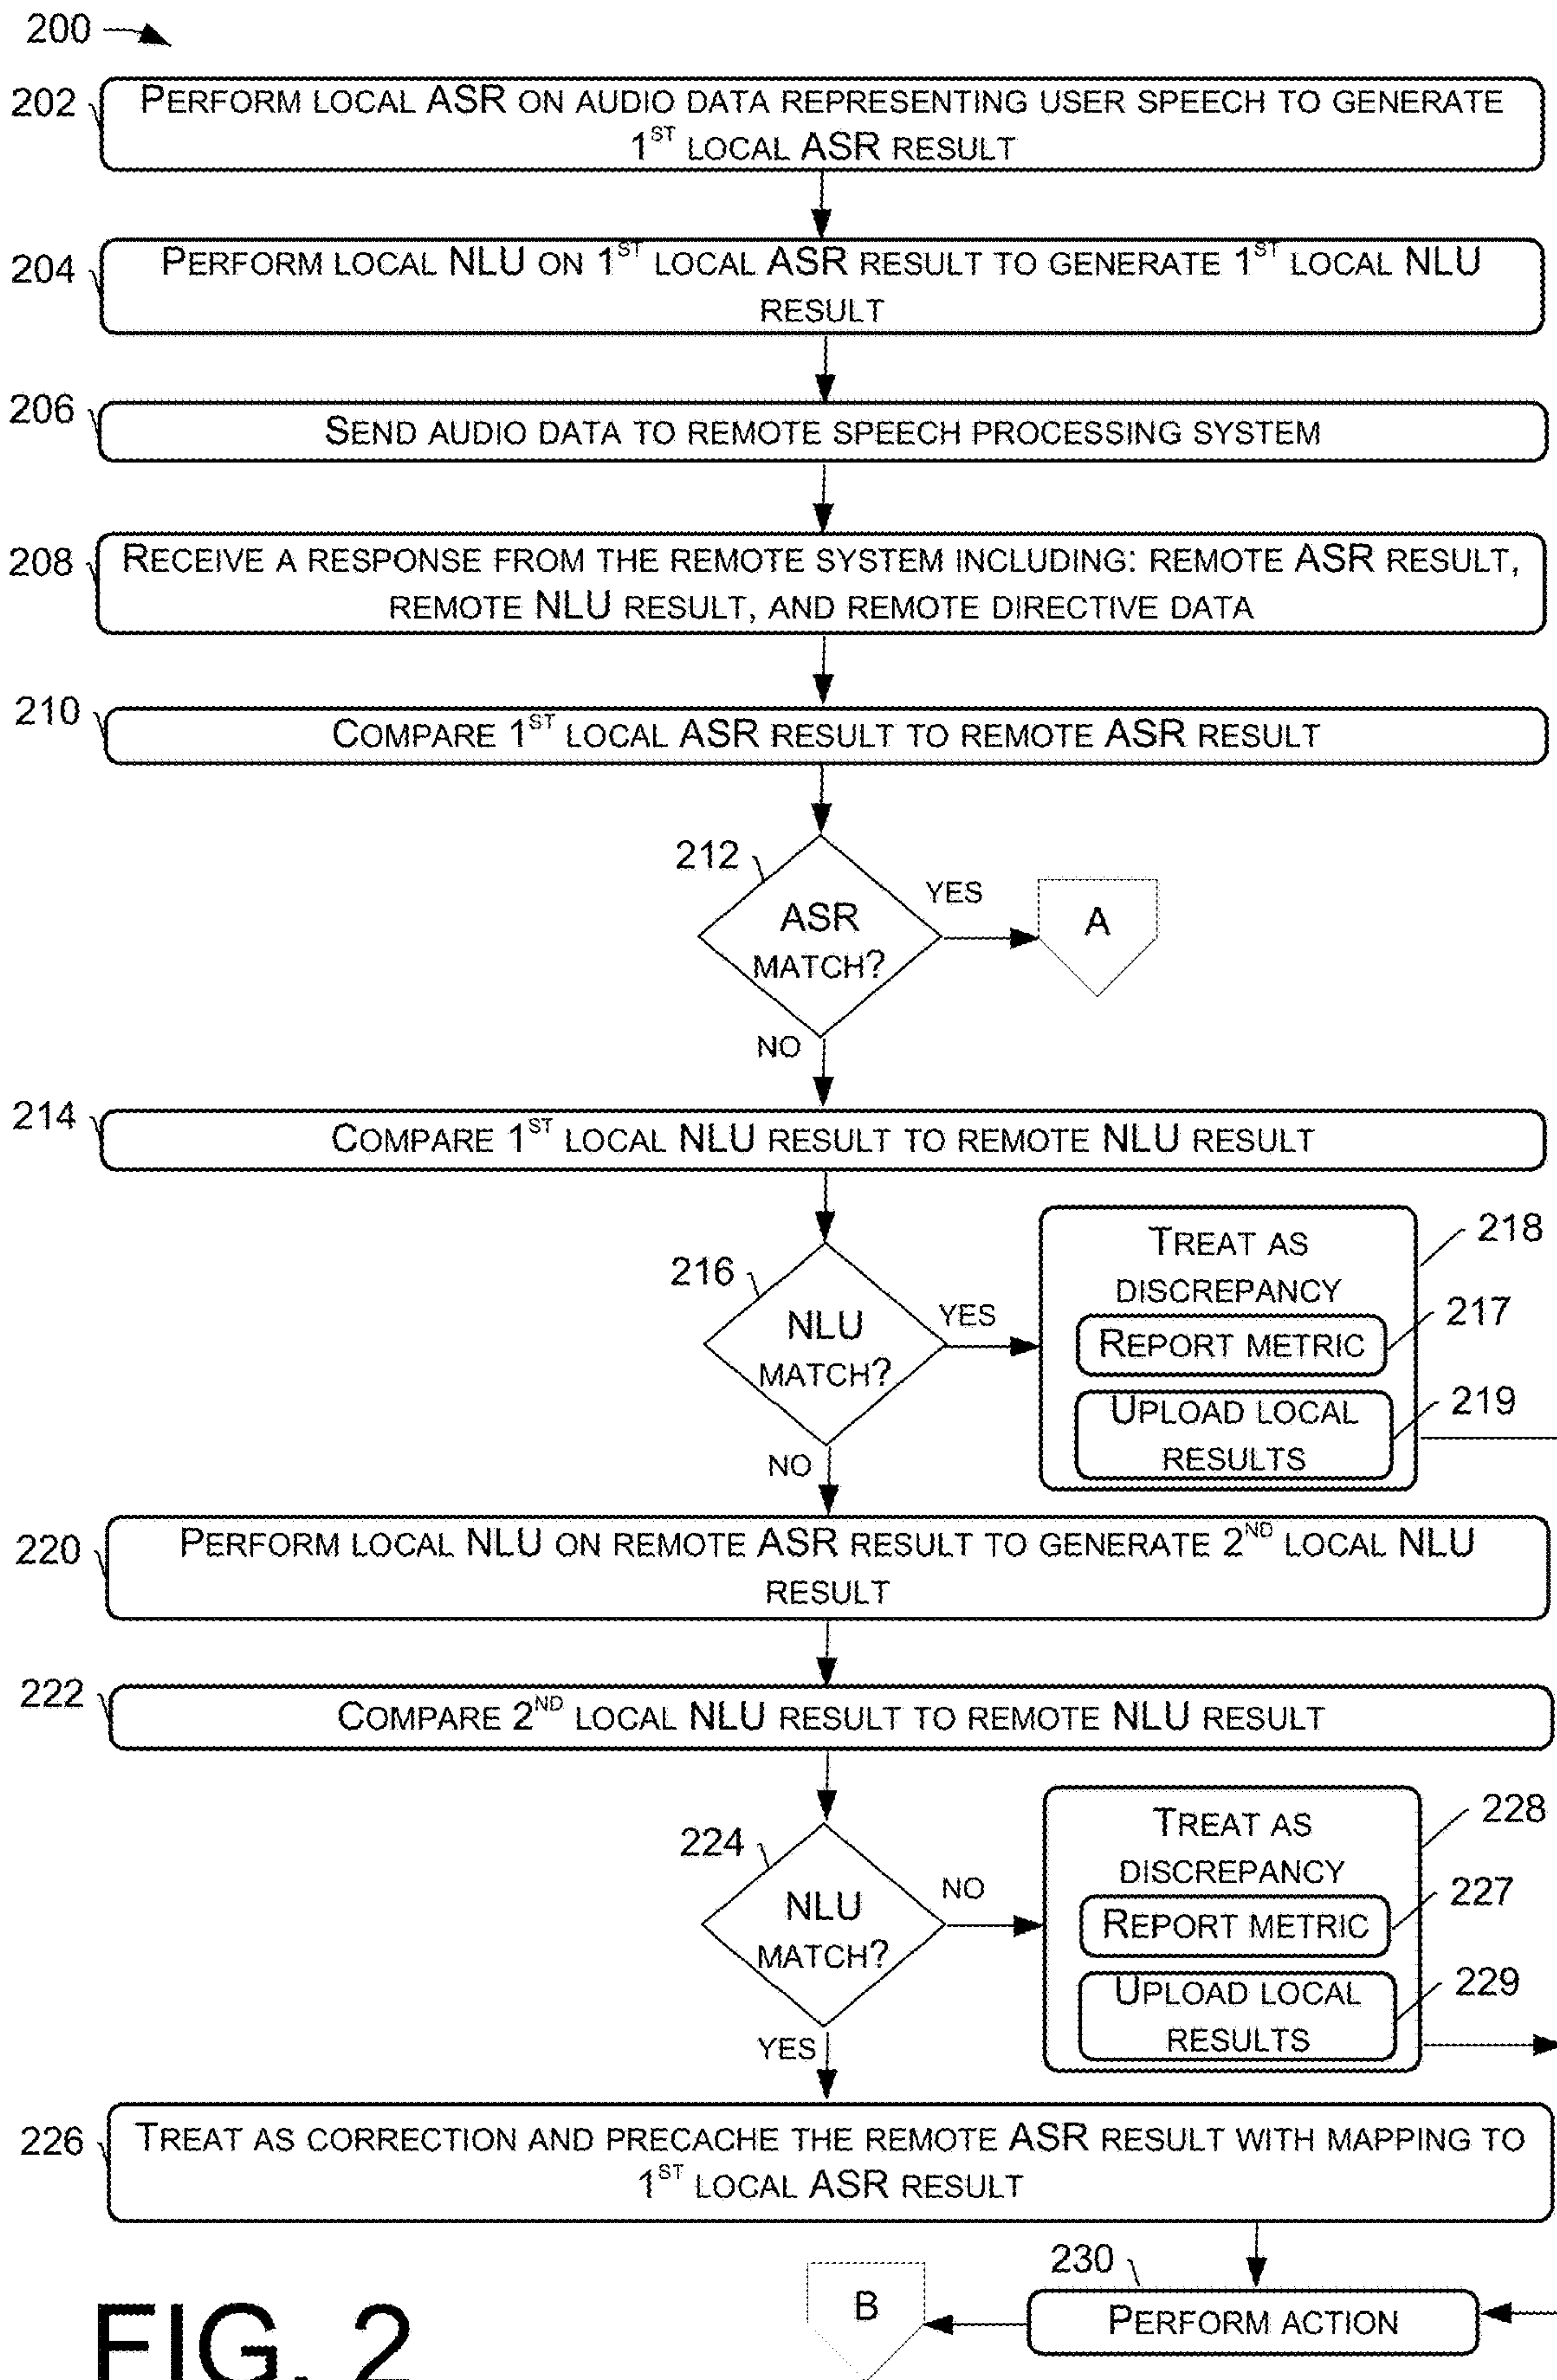 200
202
PERFORM LOCAL ASR ON AUDIO DATA REPRESENTING USER SPEECH TO GENERATE
1ST LOCAL ASR RESULT
204
PERFORM LOCAL NLU ON 1ST LOCAL ASR RESULT TO GENERATE 1ST LOCAL NLU
RESULT
206
SEND AUDIO DATA TO REMOTE SPEECH PROCESSING SYSTEM
208
RECEIVE A RESPONSE FROM THE REMOTE SYSTEM INCLUDING: REMOTE ASR RESULT,
REMOTE NLU RESULT, AND REMOTE DIRECTIVE DATA
210
COMPARE 1ST LOCAL ASR RESULT TO REMOTE ASR RESULT
212
ASR
MATCH?
YES
A
NO
214
COMPARE 1ST LOCAL NLU RESULT TO REMOTE NLU RESULT
216
NLU
MATCH?
YES
TREAT AS
DISCREPANCY
218
REPORT METRIC
217
UPLOAD LOCAL
RESULTS
219
NO
220
PERFORM LOCAL NLU ON REMOTE ASR RESULT TO GENERATE 2ND LOCAL NLU
RESULT
222
COMPARE 2ND LOCAL NLU RESULT TO REMOTE NLU RESULT
224
NLU
MATCH?
NO
TREAT AS
DISCREPANCY
228
REPORT METRIC
227
UPLOAD LOCAL
RESULTS
229
YES
226
TREAT AS CORRECTION AND PRECACHE THE REMOTE ASR RESULT WITH MAPPING TO
1ST LOCAL ASR RESULT
230
PERFORM ACTION
B
FIG. 2